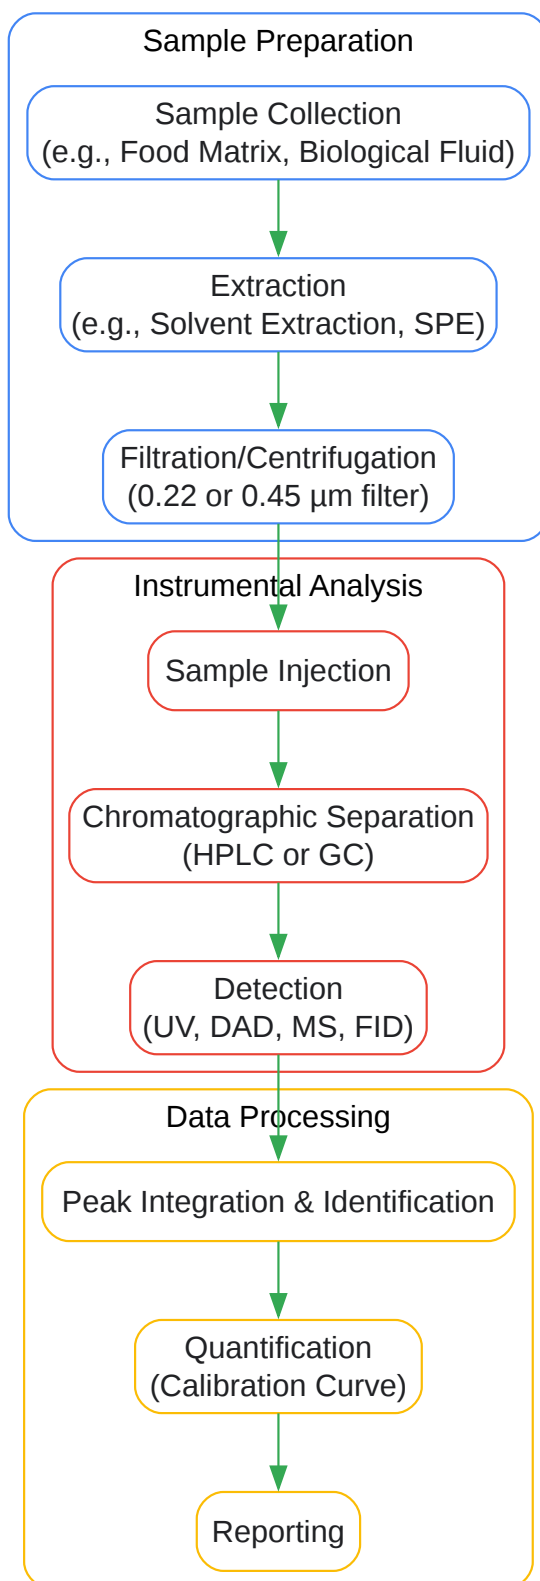 Sample Preparation
Sample Collection
(e.g., Food Matrix, Biological Fluid)
Extraction
(e.g., Solvent Extraction, SPE)
Filtration/Centrifugation
(0.22 or 0.45 µm filter)
Instrumental Analysis
Sample Injection
Chromatographic Separation
(HPLC or GC)
Detection
(UV, DAD, MS, FID)
Data Processing
Peak Integration & Identification
Quantification
(Calibration Curve)
Reporting